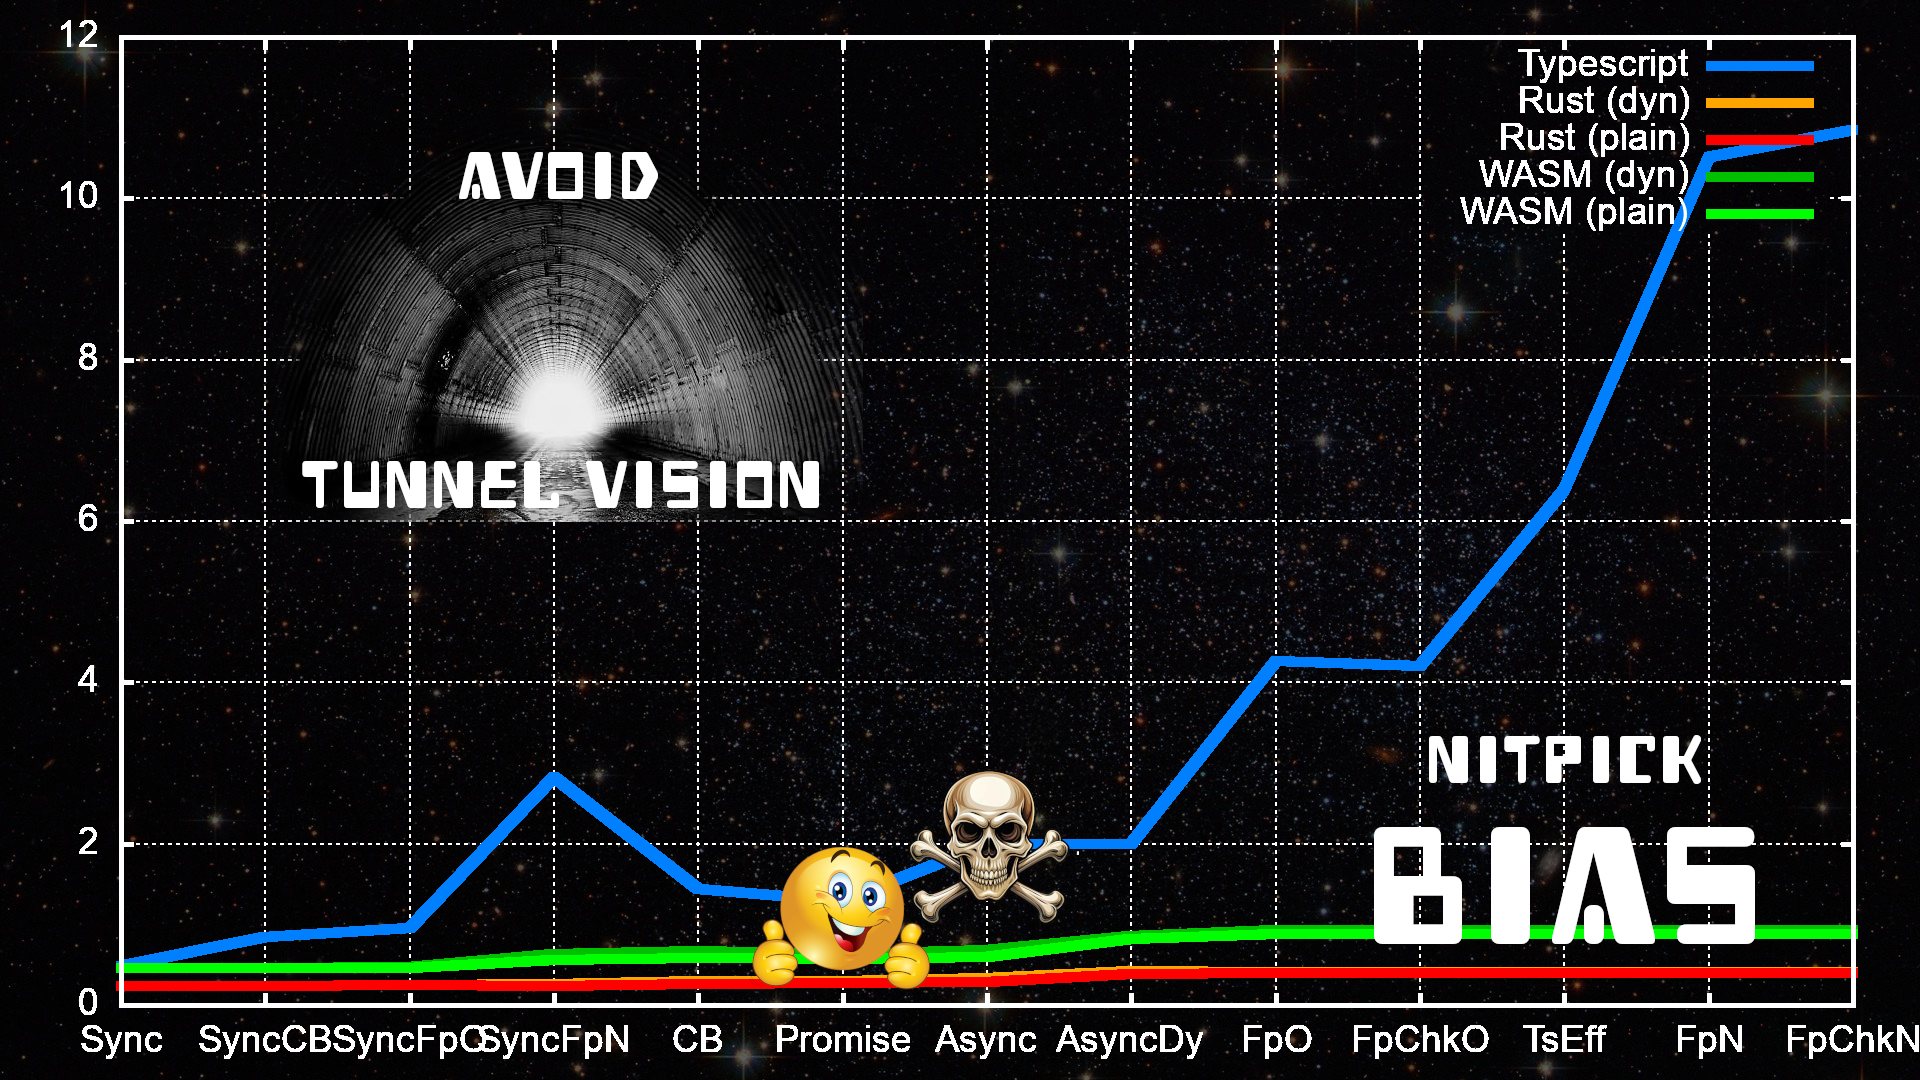 12
10
8
6
4
2
0
Typescript
Rust (dyn)
Rust (plain)
WASM (dyn)
WASM (plain)
AVOID
TUNNEL VISION
NITPICK
BIAS
Sync SyncCB SyncFpO SyncFpN CB Promise Async AsyncDy FpO FpChkO TsEff FpN FpChkN